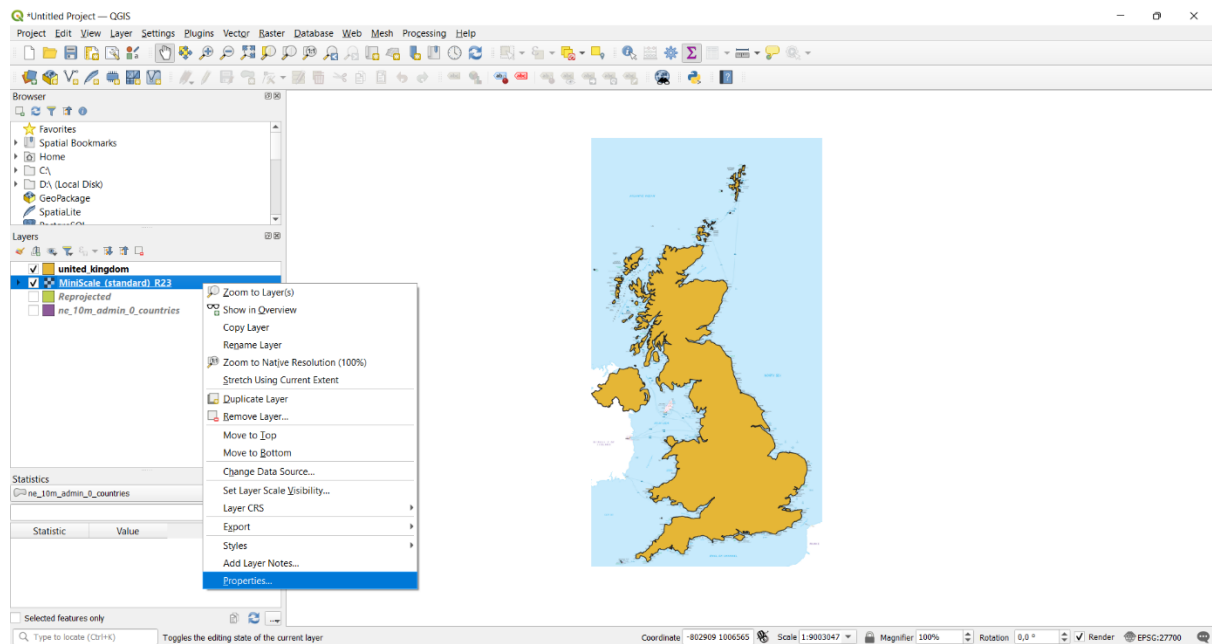 *Untitled Project — QGIS
Project Edit View Layer Settings Plugins Vector Raster Database Web Mesh Processing Help
Browser
Favorites
Spatial Bookmarks
Home
C:\
D:\ (Local Disk)
GeoPackage
SpatiaLite
PostgreSQL
Layers
united_kingdom
MiniScale_(standard)_R23
Reprojected
ne_10m_admin_0_countries
Zoom to Layer(s)
Show in Overview
Copy Layer
Rename Layer
Zoom to Native Resolution (100%)
Stretch Using Current Extent
Duplicate Layer
Remove Layer...
Move to Top
Move to Bottom
Change Data Source...
Set Layer Scale Visibility...
Layer CRS
Export
Styles
Add Layer Notes...
Properties...
Statistics
ne_10m_admin_0_countries
Statistic Value
Selected features only
Type to locate (Ctrl+K) Toggles the editing state of the current layer Coordinate -802909 1006565 Scale 1:9003047 Magnifier 100% Rotation 0,0 ° Render EPSG:27700